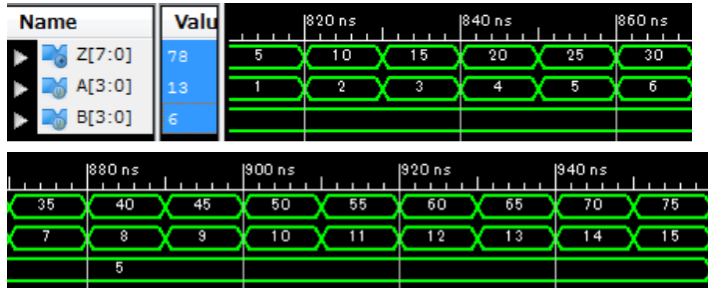 Name Valu 820 ns 840 ns 860 ns
Z[7:0] 78 5 10 15 20 25 30
A[3:0] 13 1 2 3 4 5 6
B[3:0] 6
880 ns 900 ns 920 ns 940 ns
35 40 45 50 55 60 65 70 75
7 8 9 10 11 12 13 14 15
5